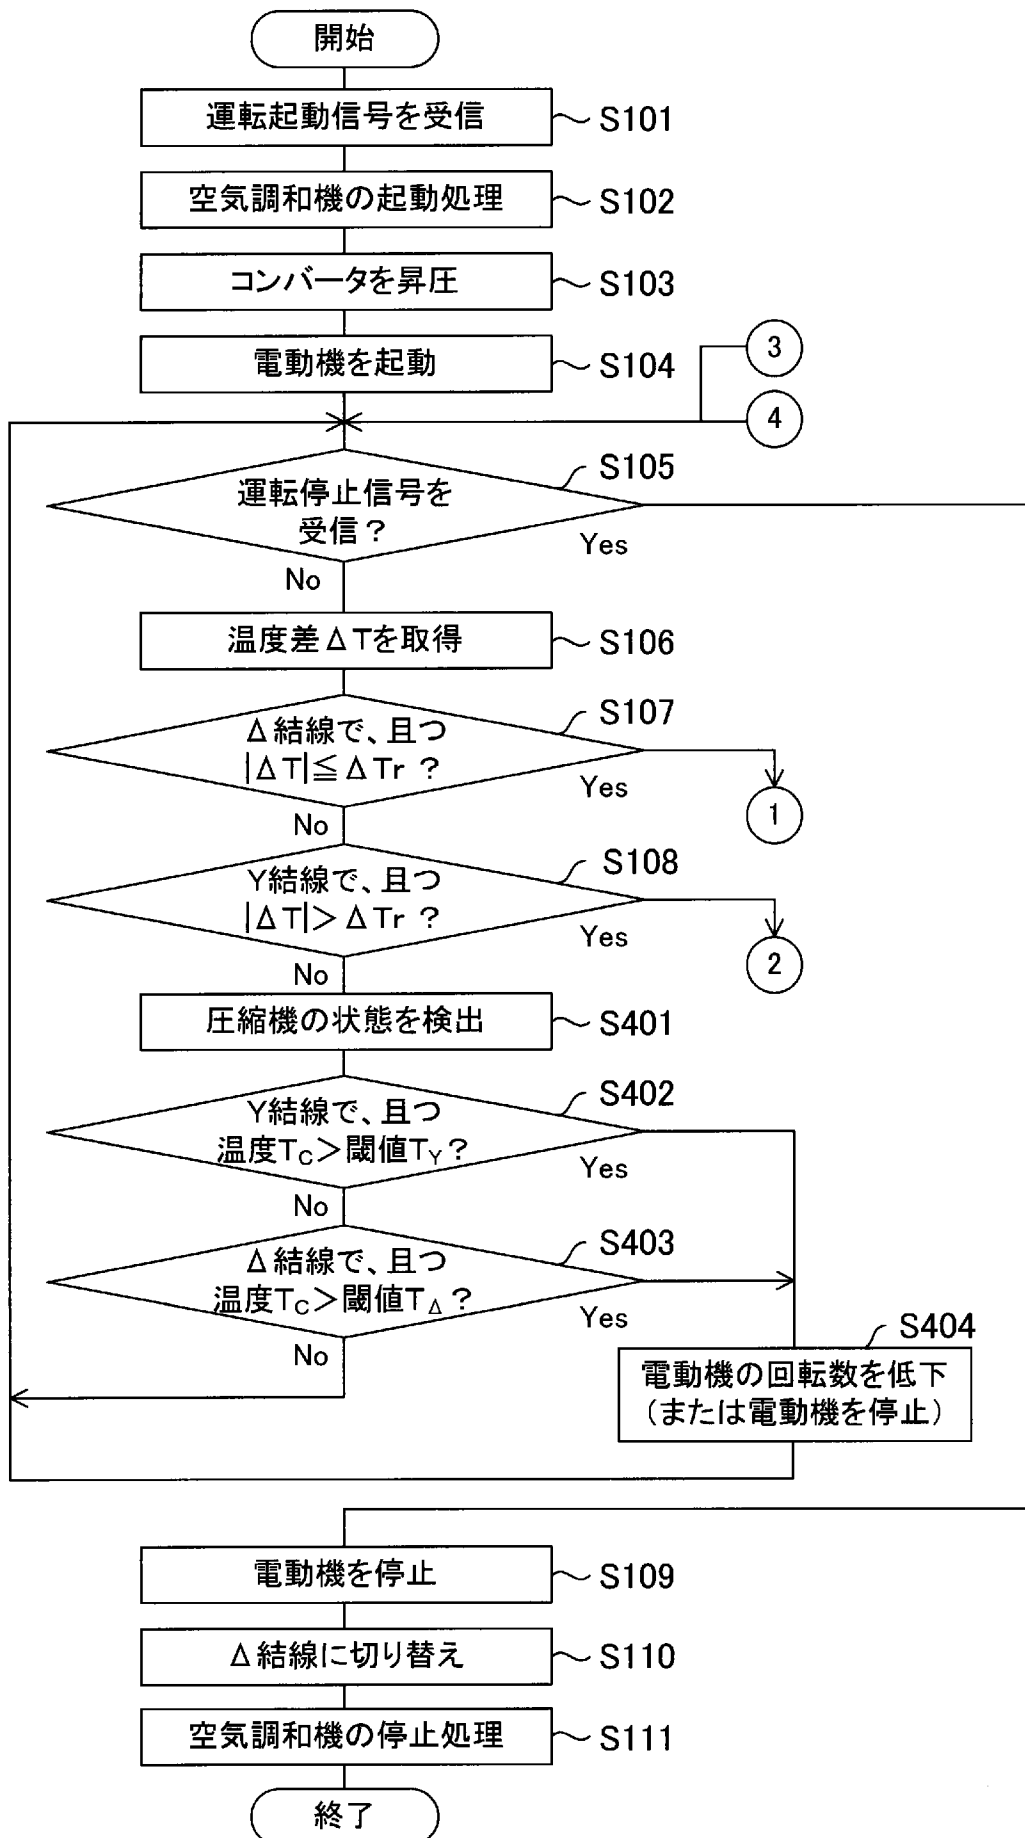 開始
運転起動信号を受信
S101
空気調和機の起動処理
S102
コンバータを昇圧
S103
電動機を起動
S104
3
4
運転停止信号を
受信？
S105
Yes
No
温度差ΔTを取得
S106
Δ結線で、且つ
|ΔT|≦ΔTr？
S107
Yes
1
No
Y結線で、且つ
|ΔT|＞ΔTr？
S108
Yes
2
No
圧縮機の状態を検出
S401
Y結線で、且つ
温度TC＞閾値TY？
S402
Yes
No
Δ結線で、且つ
温度TC＞閾値TΔ？
S403
Yes
No
S404
電動機の回転数を低下
（または電動機を停止）
電動機を停止
S109
Δ結線に切り替え
S110
空気調和機の停止処理
S111
終了